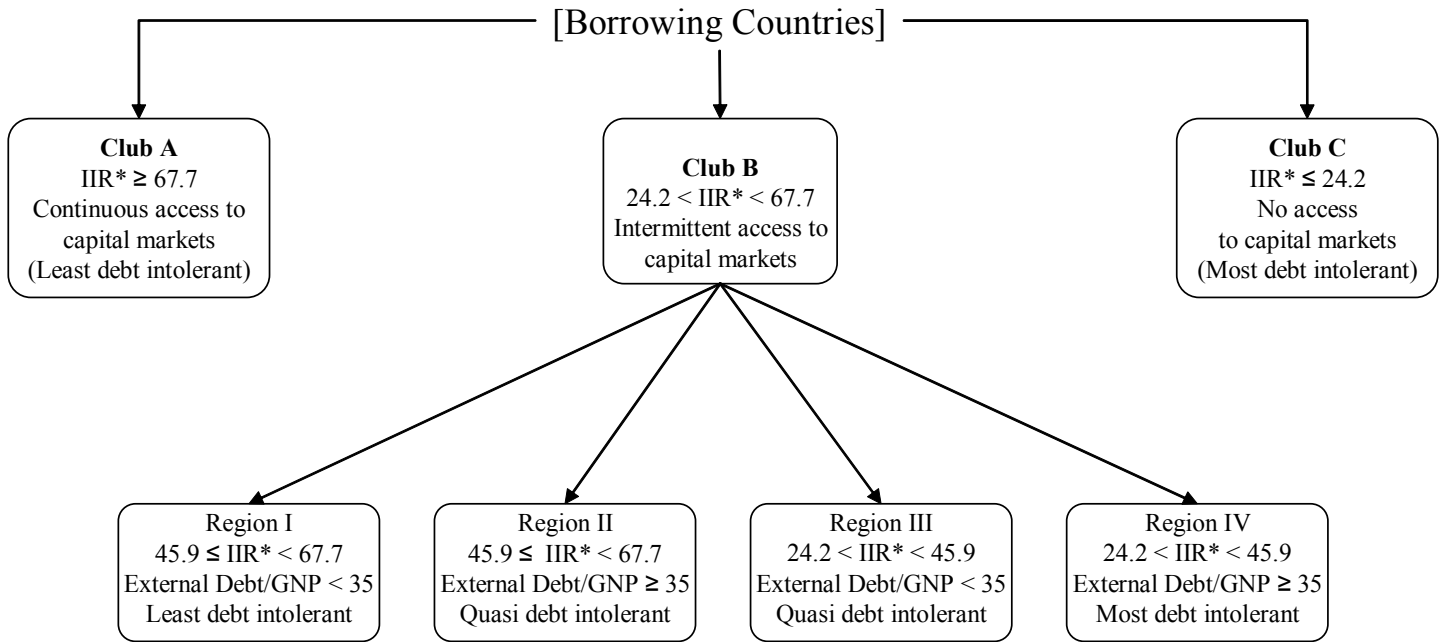 [Borrowing Countries]
Club A
IIR* ≥ 67.7
Continuous access to
capital markets
(Least debt intolerant)
Club B
24.2 < IIR* < 67.7
Intermittent access to
capital markets
Club C
IIR* ≤ 24.2
No access
to capital markets
(Most debt intolerant)
Region I
45.9 ≤ IIR* < 67.7
External Debt/GNP < 35
Least debt intolerant
Region II
45.9 ≤ IIR* < 67.7
External Debt/GNP ≥ 35
Quasi debt intolerant
Region III
24.2 < IIR* < 45.9
External Debt/GNP < 35
Quasi debt intolerant
Region IV
24.2 < IIR* < 45.9
External Debt/GNP ≥ 35
Most debt intolerant